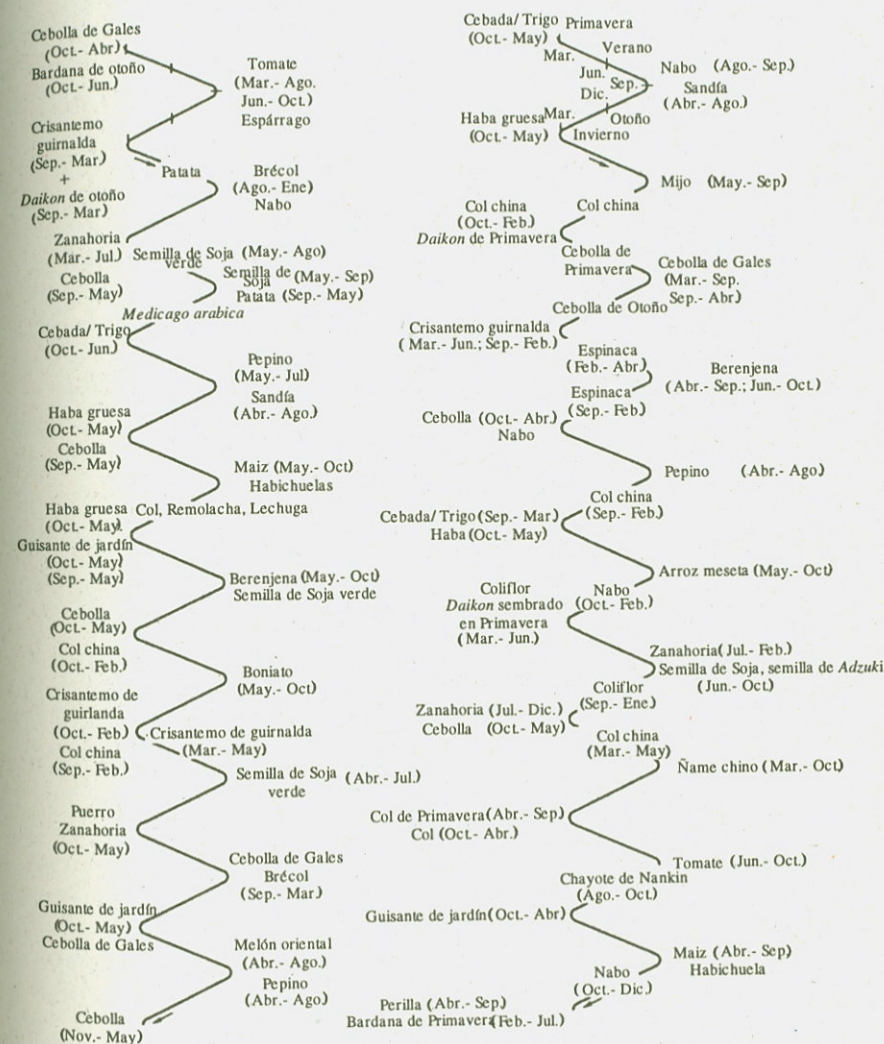 Cebolla de Gales
(Oct.- Abr)
Bardana de otoño
(Oct.- Jun.)
Tomate
(Mar.- Ago.
Jun.- Oct.)
Espárrago
Crisantemo
guirnalda
(Sep.- Mar)
+
Daikon de otoño
(Sep.- Mar)
Patata
Brécol
(Ago.- Ene)
Nabo
Zanahoria
(Mar.- Jul.)
Semilla de Soja (May.- Ago)
verde
Cebolla
(Sep.- May)
Semilla de (May.- Sep)
Soja
Patata (Sep.- May)
Medicago arabica
Cebada/ Trigo
(Oct.- Jun.)
Pepino
(May.- Jul)
Sandía
(Abr.- Ago.)
Haba gruesa
(Oct.- May)
Cebolla
(Sep.- May)
Maiz (May.- Oct)
Habichuelas
Haba gruesa
(Oct.- May).
Col, Remolacha, Lechuga
Guisante de jardín
(Oct.- May)
(Sep.- May)
Berenjena (May.- Oct)
Semilla de Soja verde
Cebolla
(Oct.- May)
Col china
(Oct.- Feb.)
Boniato
(May.- Oct)
Crisantemo de
guirlanda
(Oct.- Feb)
Crisantemo de guirnalda
(Mar.- May)
Col china
(Sep.- Feb.)
Semilla de Soja (Abr.- Jul.)
verde
Puerro
Zanahoria
(Oct.- May)
Cebolla de Gales
Brécol
(Sep.- Mar.)
Guisante de jardín
(Oct.- May)
Cebolla de Gales
Melón oriental
(Abr.- Ago.)
Pepino
(Abr.- Ago)
Cebolla
(Nov.- May)
Cebada/ Trigo
(Oct.- May)
Primavera
Mar.
Verano
Jun.
Sep.
Dic.
Nabo (Ago.- Sep.)
Sandía
(Abr.- Ago.)
Haba gruesa
(Oct.- May)
Mar.
Otoño
Invierno
Mijo (May.- Sep)
Col china
(Oct.- Feb.)
Daikon de Primavera
Col china
Cebolla de
Primavera
Cebolla de Gales
(Mar.- Sep.
Sep.- Abr)
Cebolla de Otoño
Crisantemo guirnalda
( Mar.- Jun.; Sep.- Feb.)
Espinaca
(Feb.- Abr.)
Espinaca
(Sep.- Feb)
Berenjena
(Abr.- Sep.; Jun.- Oct.)
Cebolla (Oct.- Abr.)
Nabo
Pepino (Abr.- Ago)
Col china
(Sep.- Feb.)
Cebada/ Trigo (Sep.- Mar)
Haba (Oct.- May)
Arroz meseta (May.- Oct)
Coliflor
Daikon sembrado
en Primavera
(Mar.- Jun.)
Nabo
(Oct.- Feb.)
Zanahoria( Jul.- Feb.)
Semilla de Soja, semilla de Adzuki
(Jun.- Oct)
Coliflor
(Sep.- Ene)
Zanahoria (Jul.- Dic.)
Cebolla (Oct.- May)
Col china
(Mar.- May)
Ñame chino (Mar.- Oct)
Col de Primavera (Abr.- Sep)
Col (Oct.- Abr.)
Tomate (Jun.- Oct.)
Chayote de Nankin
(Ago.- Oct.)
Guisante de jardín (Oct.- Abr)
Maiz (Abr.- Sep)
Habichuela
Nabo
(Oct.- Dic.)
Perilla (Abr.- Sep.)
Bardana de Primavera (Feb.- Jul.)